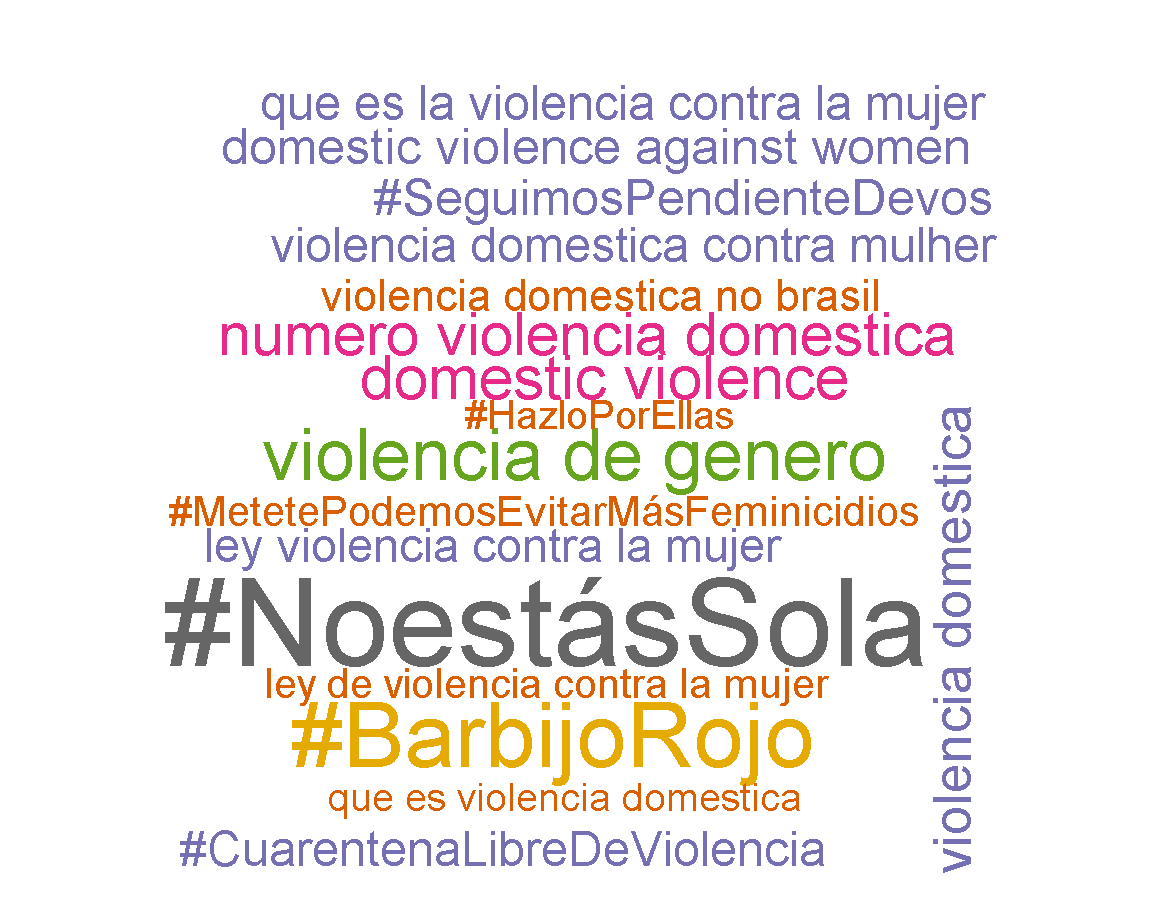 que es la violencia contra la mujer
domestic violence against women
#SeguimosPendienteDevos
violencia domestica contra mulher
violencia domestica no brasil
numero violencia domestica
domestic violence
#HazloPorEllas
violencia de genero
#MetetePodemosEvitarMásFeminicidios
ley violencia contra la mujer
#NoestásSola
ley de violencia contra la mujer
#BarbijoRojo
que es violencia domestica
#CuarentenaLibreDeViolencia
violencia domestica